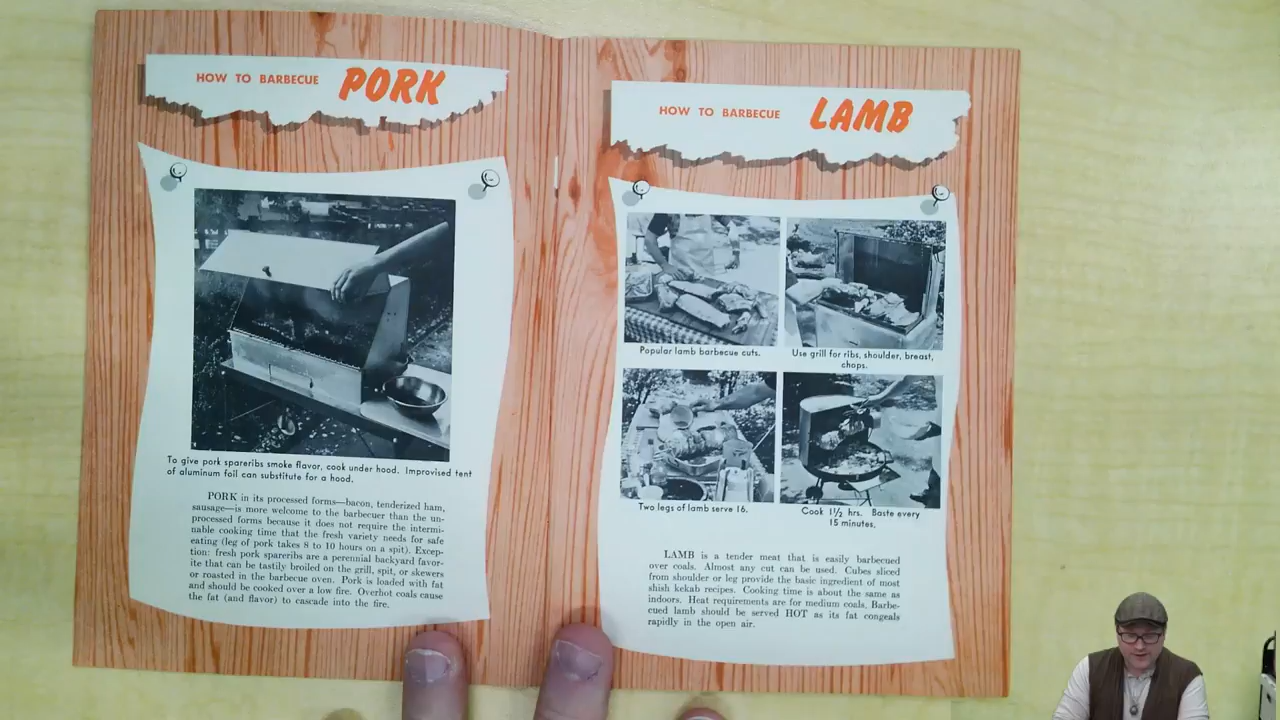 HOW TO BARBECUE PORK
To give pork spareribs smoke flavor, cook under hood. Improvised tent
of aluminum foil can substitute for a hood.
PORK in its processed forms—bacon, tenderized ham,
sausage—is more welcome to the barbecuer than the un-
processed forms because it does not require the intermi-
nable cooking time that the fresh variety needs for safe
eating (leg of pork takes 8 to 10 hours on a spit). Excep-
tion: fresh pork spareribs are a perennial backyard favor-
ite that can be tastily broiled on the grill, spit, or skewers
or roasted in the barbecue oven. Pork is loaded with fat
and should be cooked over a low fire. Overhot coals cause
the fat (and flavor) to cascade into the fire.
HOW TO BARBECUE LAMB
Popular lamb barbecue cuts.
Use grill for ribs, shoulder, breast,
chops.
Two legs of lamb serve 16.
Cook 1½ hrs. Baste every
15 minutes.
LAMB is a tender meat that is easily barbecued
over coals. Almost any cut can be used. Cubes sliced
from shoulder or leg provide the basic ingredient of most
shish kekab recipes. Cooking time is about the same as
indoors. Heat requirements are for medium coals. Barbe-
cued lamb should be served HOT as its fat congeals
rapidly in the open air.